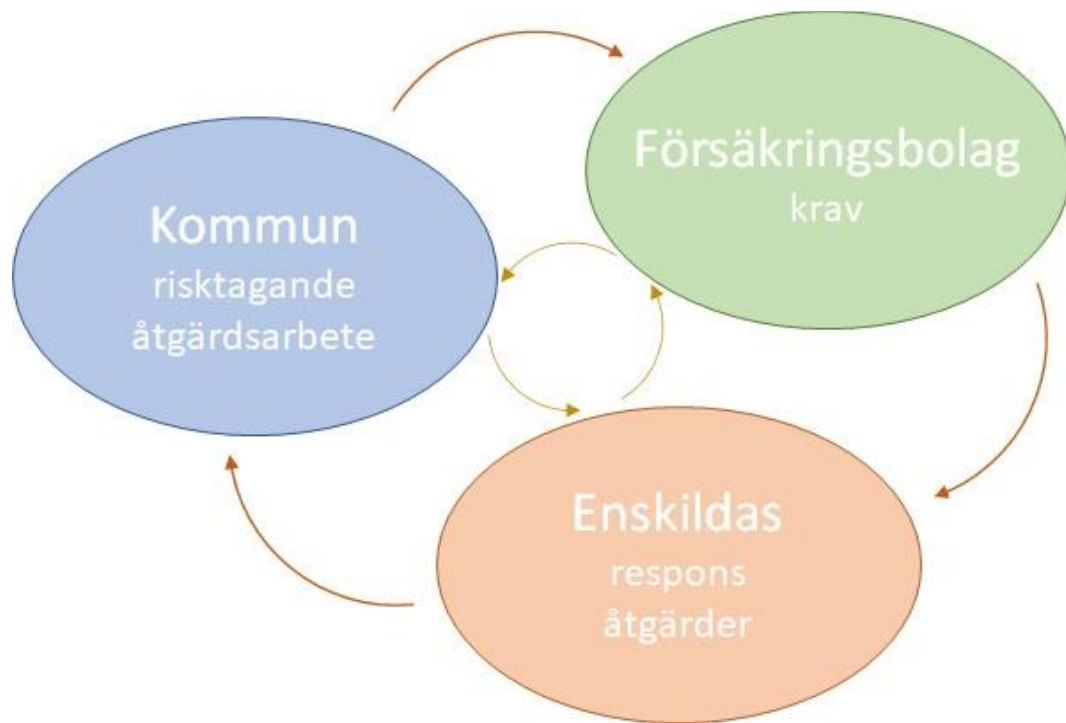 Kommun
risktagande
åtgärdsarbete
Försäkringsbolag
krav
Enskildas
respons
åtgärder